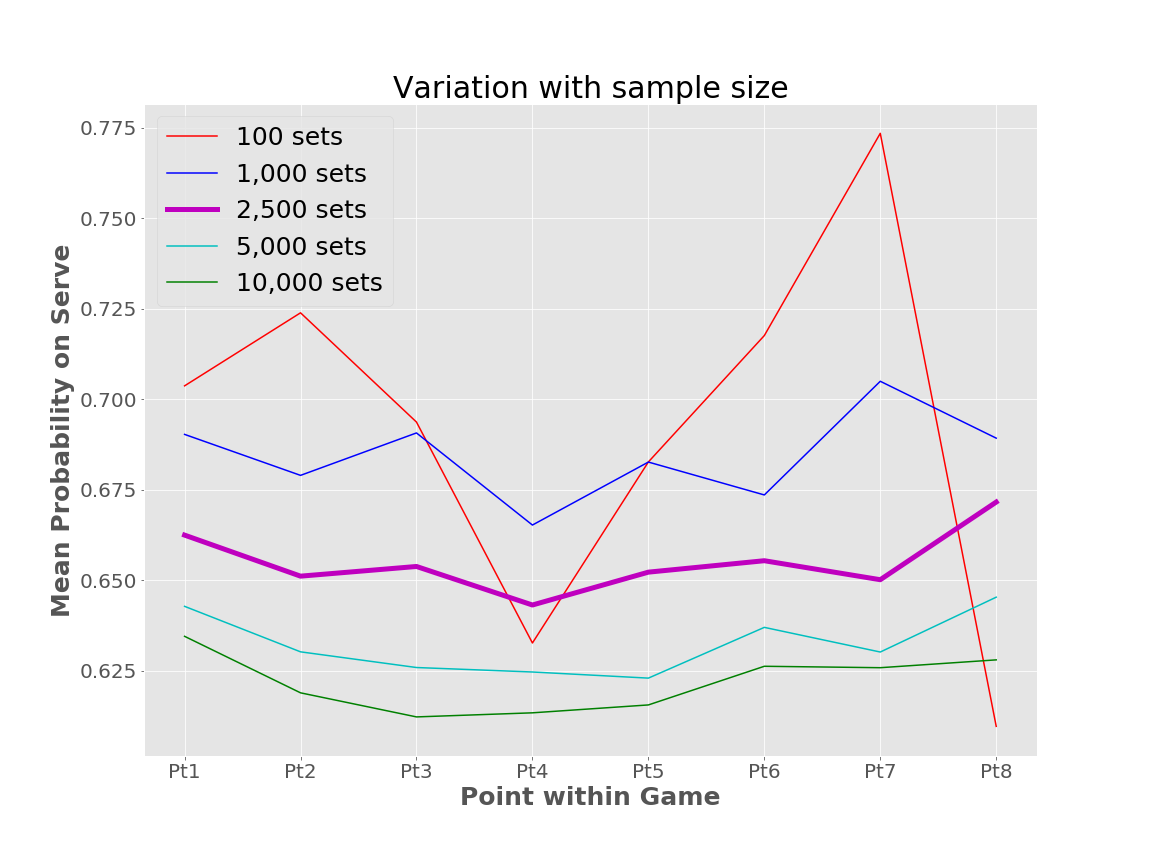 Variation with sample size
100 sets
1,000 sets
2,500 sets
5,000 sets
10,000 sets
Mean Probability on Serve
0.775
0.750
0.725
0.700
0.675
0.650
0.625
Pt1 Pt2 Pt3 Pt4 Pt5 Pt6 Pt7 Pt8
Point within Game